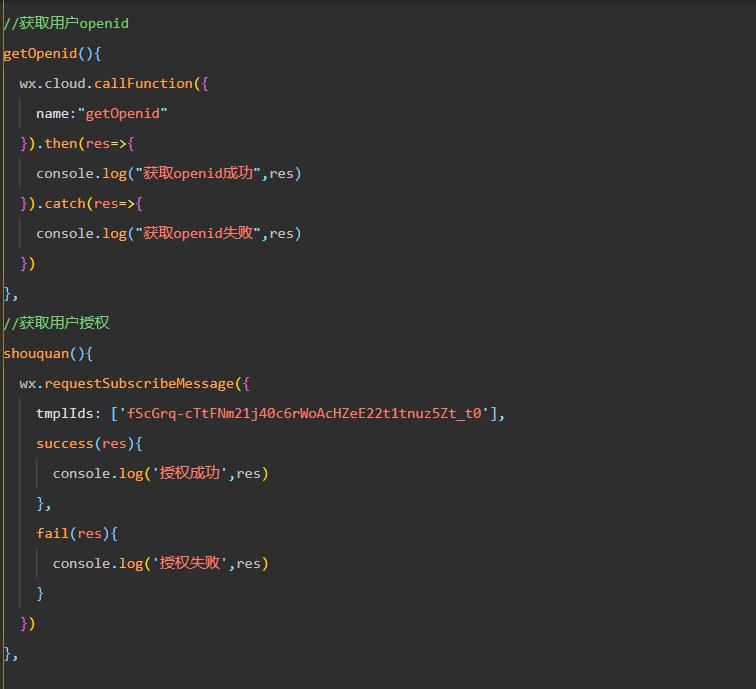 //获取用户openid
getOpenid(){
wx.cloud.callFunction({
name:"getOpenid"
}).then(res=>{
console.log("获取openid成功",res)
}).catch(res=>{
console.log("获取openid失败",res)
})
},
//获取用户授权
shouquan(){
wx.requestSubscribeMessage({
tmplIds: ['fScGrq-cTtFNm21j40c6rWoAcHZeE22t1tnuz5Zt_t0'],
success(res){
console.log('授权成功',res)
},
fail(res){
console.log('授权失败',res)
}
})
},